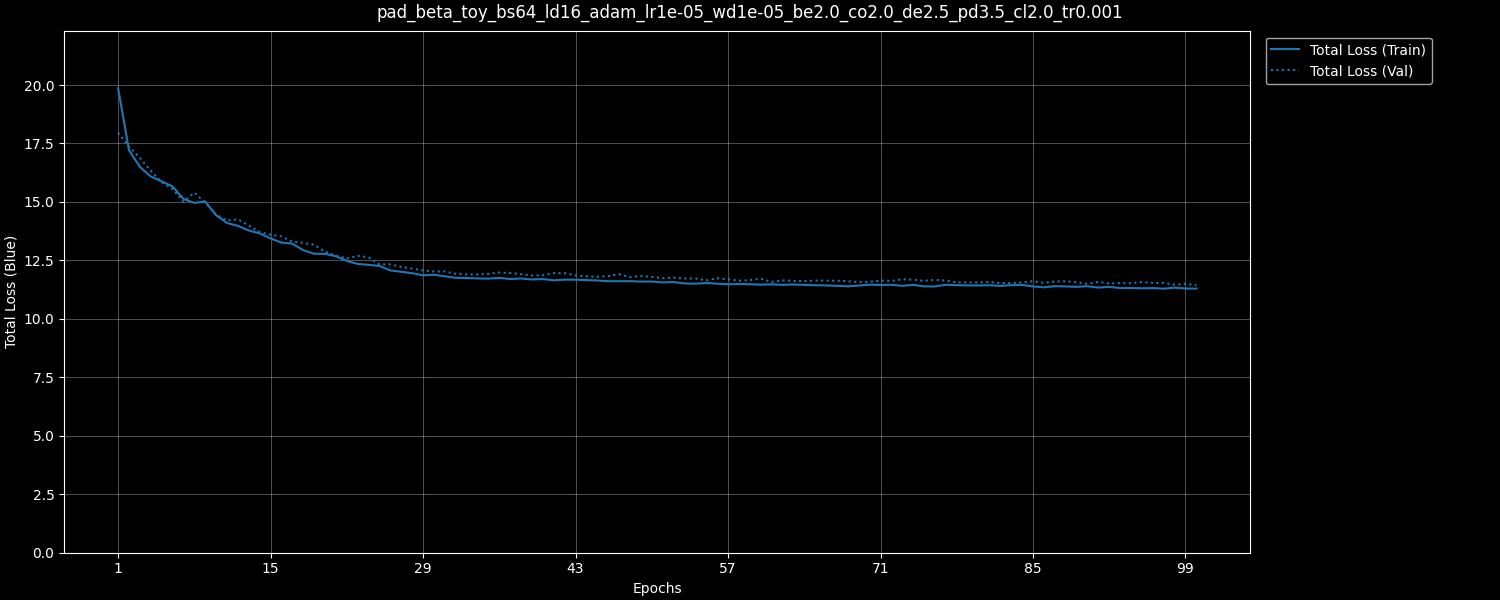 pad_beta_toy_bs64_ld16_adam_lr1e-05_wd1e-05_be2.0_co2.0_de2.5_pd3.5_cl2.0_tr0.001
Total Loss (Train)
Total Loss (Val)
Total Loss (Blue)
20.0
17.5
15.0
12.5
10.0
7.5
5.0
2.5
0.0
1 15 29 43 57 71 85 99
Epochs